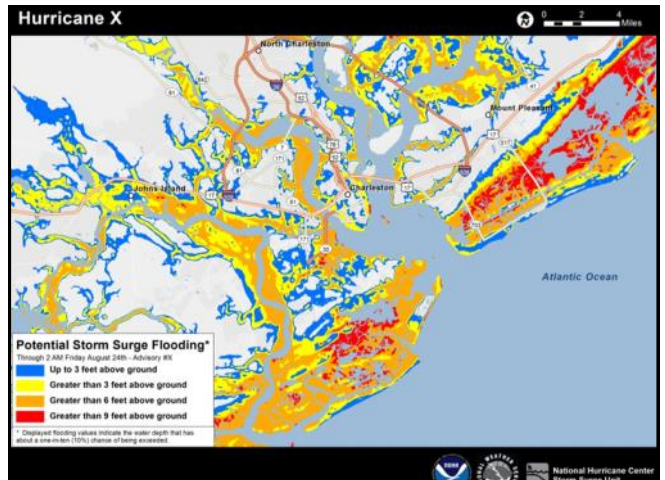 Hurricane X
0 2 4
Miles
North Charleston
Mount Pleasant
Johns Island
Charleston
Atlantic Ocean
Potential Storm Surge Flooding*
Through 2 AM Friday August 24th - Advisory #X
Up to 3 feet above ground
Greater than 3 feet above ground
Greater than 6 feet above ground
Greater than 9 feet above ground
* Displayed flooding values indicate the water depth that has
about a one-in-ten (10%) chance of being exceeded.
National Hurricane Center
Storm Surge Unit